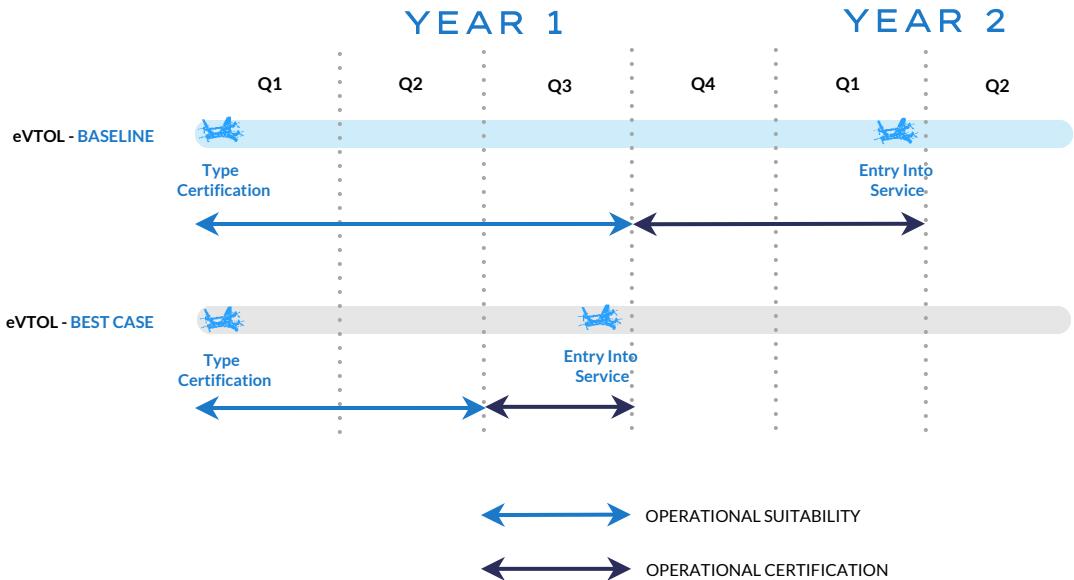 YEAR 1
YEAR 2
Q1
Q2
Q3
Q4
Q1
Q2
eVTOL - BASELINE
Type
Certification
Entry Into
Service
eVTOL - BEST CASE
Type
Certification
Entry Into
Service
OPERATIONAL SUITABILITY
OPERATIONAL CERTIFICATION